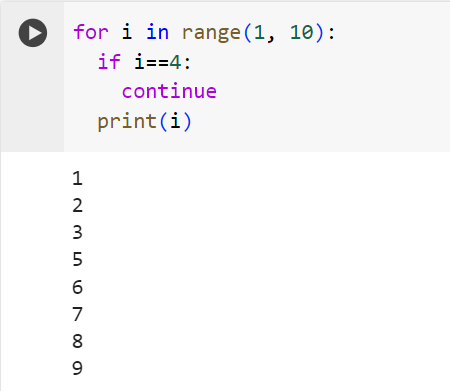 for i in range(1, 10):
  if i==4:
    continue
  print(i)
1
2
3
5
6
7
8
9